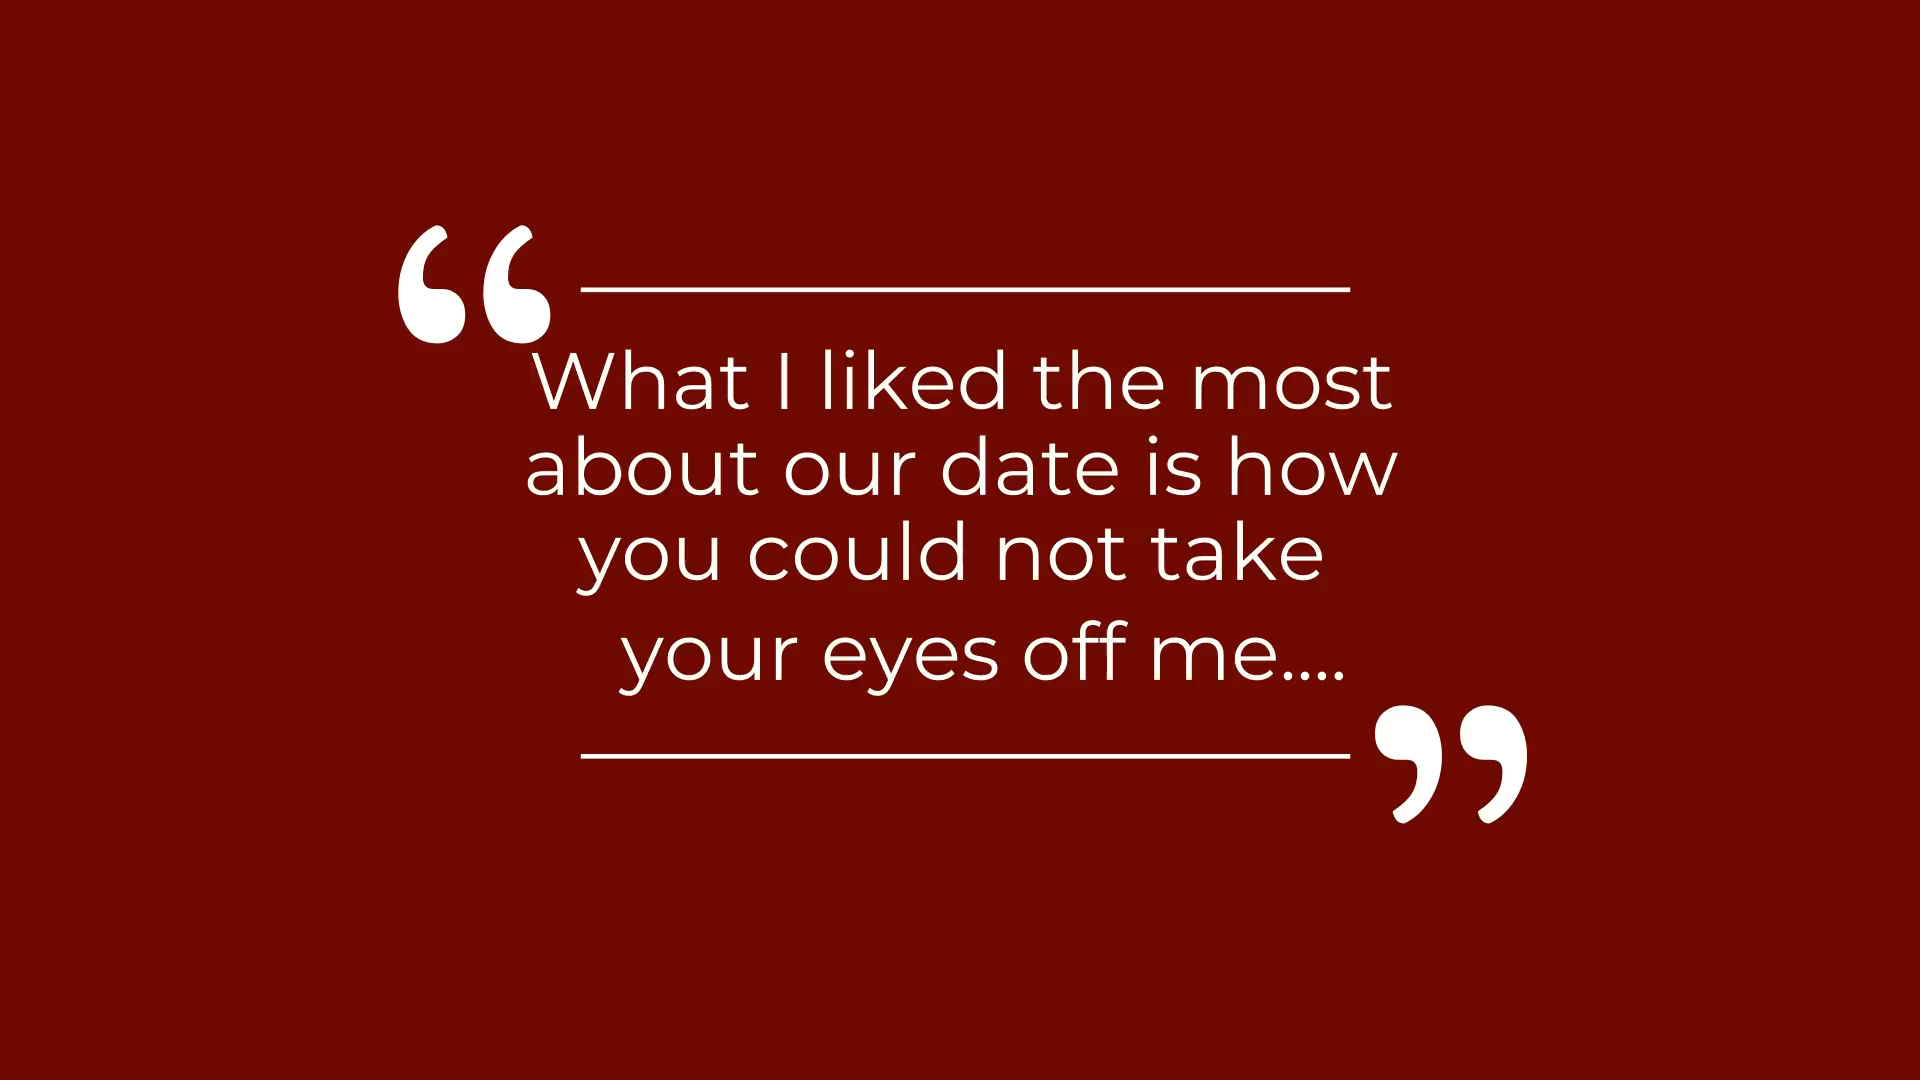 “
What I liked the most
about our date is how
you could not take
your eyes off me....
”